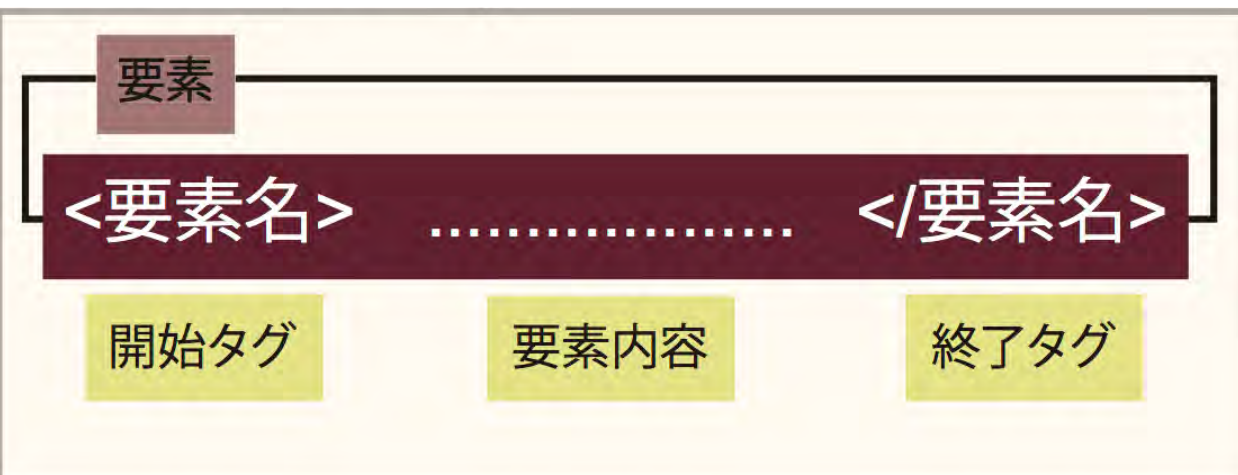 要素
<要素名> ................... </要素名>
開始タグ 要素内容 終了タグ